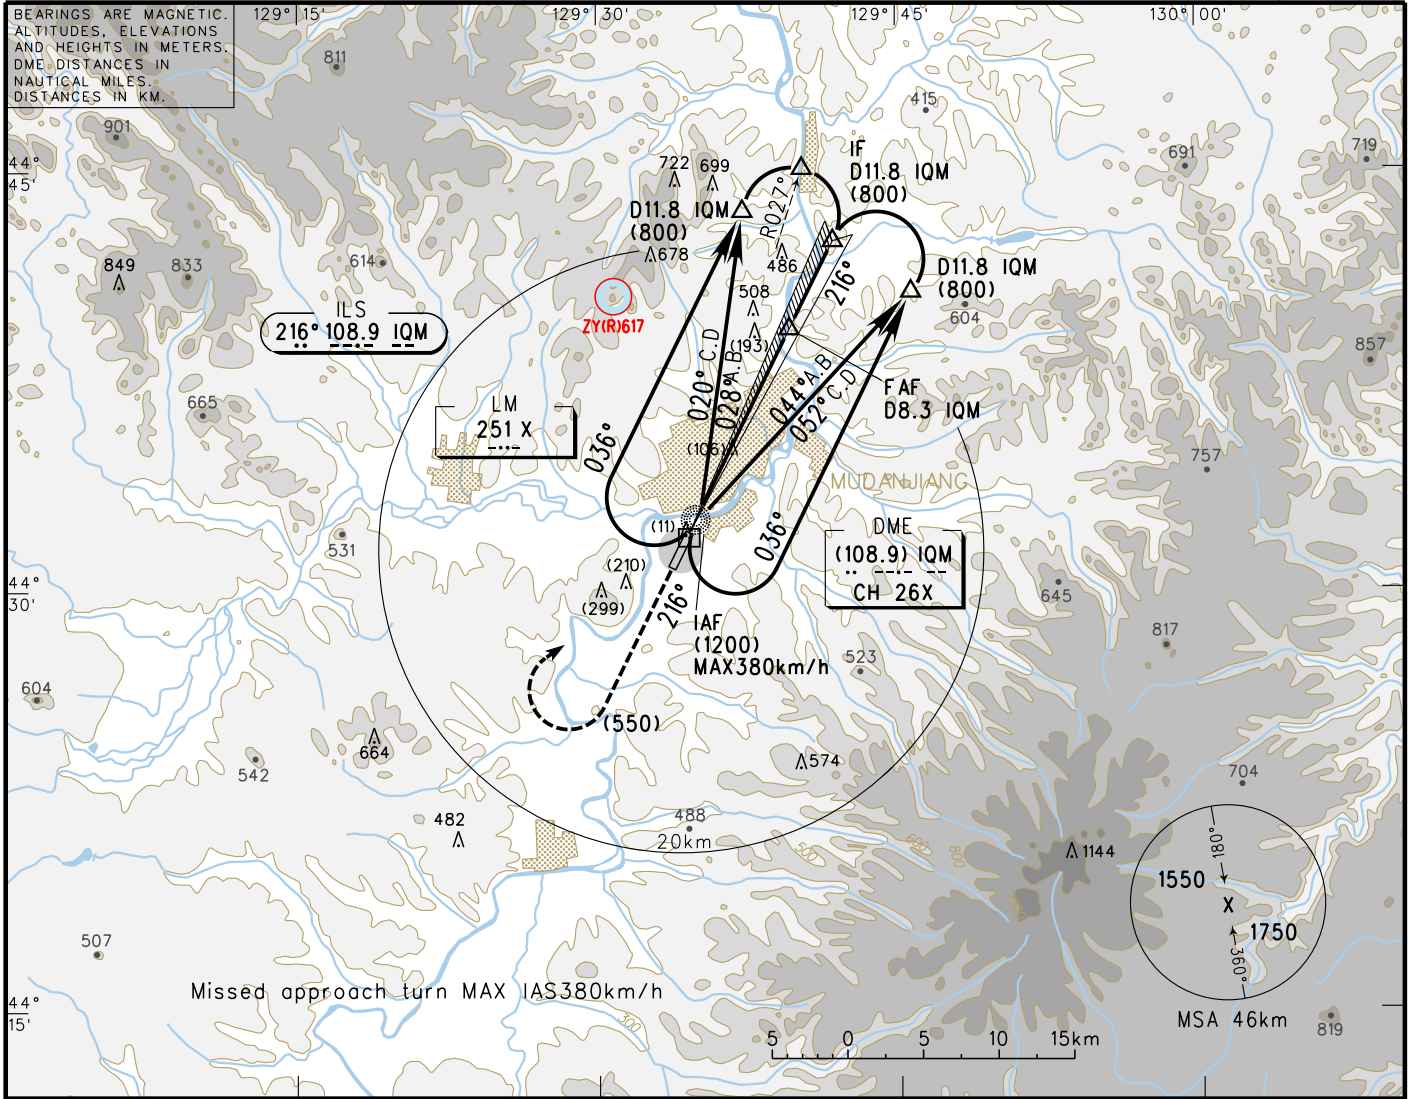 BEARINGS ARE MAGNETIC.
ALTITUDES, ELEVATIONS
AND HEIGHTS IN METERS.
DME DISTANCES IN
NAUTICAL MILES.
DISTANCES IN KM.
129° 15'
129° 30'
129° 45'
130° 00'
811
415
901
44°
45'
722
699
IF
D11.8 IQM
(800)
691
719
R027°
D11.8 IQM
(800)
678
486
216°
D11.8 IQM
(800)
604
849
833
614
ILS
216° 108.9 IQM
ZY(R)617
508
(193)
857
020° C.D
028° A.B
044° A.B
052° C.D
FAF
D8.3 IQM
665
LM
251 X
036°
(106)
757
MUDANJIANG
(11)
531
036°
DME
(108.9) IQM
CH 26X
44°
30'
(210)
(299)
216°
IAF
(1200)
MAX380km/h
645
817
523
604
(550)
664
542
574
704
482
488
20km
500
600
800
1144
180°
1550
X
1750
360°
507
Missed approach turn MAX IAS380km/h
300
44°
15'
MSA 46km
819
5 0 5 10 15km